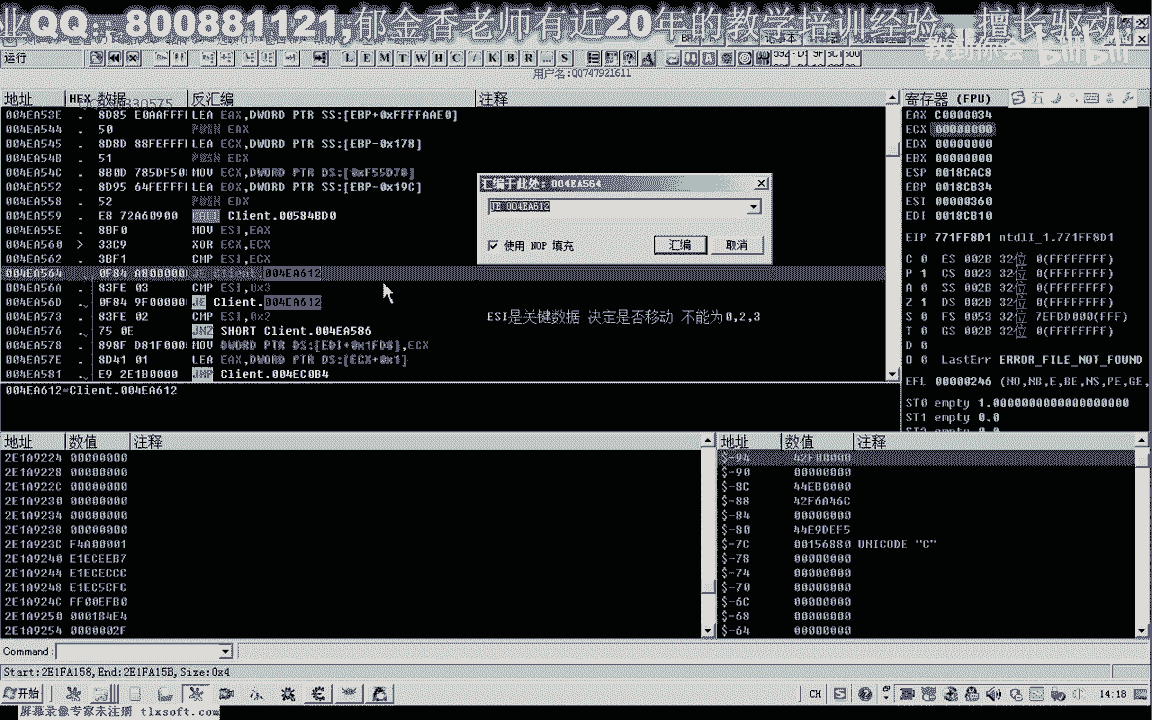 业QQ:: 800881121;郁金香老师有近20年的教学培训经验 擅长驱动
运行
L E M T W H C / K B R ... S
用户名:QQ747921611
地址 HEX 数据 反汇编 注释
004EA53E . 8D85 E0AAFFFF LEA EAX,DWORD PTR SS:[EBP+0xFFFFAAE0]
004EA544 . 50 PUSH EAX
004EA545 . 8D8D 88FEFFFF LEA ECX,DWORD PTR SS:[EBP-0x178]
004EA54B . 51 PUSH ECX
004EA54C . 8B0D 785DF500 MOV ECX,DWORD PTR DS:[0xF55D78]
004EA552 . 8D95 64FEFFFF LEA EDX,DWORD PTR SS:[EBP-0x19C]
004EA558 . 52 PUSH EDX
004EA559 . E8 72A60900 CALL Client.00584BD0
004EA55E . 8BF0 MOV ESI,EAX
004EA560 > 33C9 XOR ECX,ECX
004EA562 . 3BF1 CMP ESI,ECX
004EA564 . 0F84 A8000000 JE Client.004EA612
004EA56A . 83FE 03 CMP ESI,0x3
004EA56D . 0F84 9F000000 JE Client.004EA612
004EA573 . 83FE 02 CMP ESI,0x2
004EA576 . 75 0E JNZ SHORT Client.004EA586
004EA578 . 898F D81F0000 MOV DWORD PTR DS:[EDI+0x1FD8],ECX
004EA57E . 8D41 01 LEA EAX,DWORD PTR DS:[ECX+0x1]
004EA581 . E9 2E1B0000 JMP Client.004EC0B4
004EA612=Client.004EA612
汇编于此处: 004EA564
JE 004EA612
使用 NOP 填充
汇编
取消
ESI是关键数据 决定是否移动 不能为0,2,3
寄存器 (FPU)
EAX C0000034
ECX 00000000
EDX 00000000
EBX 00000000
ESP 0018CAC8
EBP 0018CB34
ESI 00000360
EDI 0018CB10
EIP 771FF8D1 ntdll_1.771FF8D1
C 0 ES 002B 32位 0(FFFFFFFF)
P 1 CS 0023 32位 0(FFFFFFFF)
A 0 SS 002B 32位 0(FFFFFFFF)
Z 1 DS 002B 32位 0(FFFFFFFF)
S 0 FS 0053 32位 7EFDD000(FFF)
T 0 GS 002B 32位 0(FFFFFFFF)
D 0
O 0 LastErr ERROR_FILE_NOT_FOUND
EFL 00000246 (NO,NB,E,BE,NS,PE,GE,
ST0 empty 1.0000000000000000000
ST1 empty 0.0
ST2 empty 0.0
地址 数值 注释
2E1A9224 00000000
2E1A9228 00000000
2E1A922C 00000000
2E1A9230 00000000
2E1A9234 00000000
2E1A9238 00000000
2E1A923C F4A00001
2E1A9240 E1ECEEB7
2E1A9244 E1ECECCC
2E1A9248 E1EC5CFC
2E1A924C FF00EFB0
2E1A9250 0001B4E4
2E1A9254 0000002F
地址 数值 注释
$-94
$-90 00000000
$-8C 44EB0000
$-88 42F6A46C
$-84 00000000
$-80 44E9DEF5
$-7C 00156880 UNICODE "C"
$-78 00000000
$-74 00000000
$-70 00000000
$-6C 00000000
$-68 00000000
$-64 00000000
Command:
Start:2E1FA158,End:2E1FA15B,Size:0x4
开始
CH
14:18
屏幕录像专家未注册 tlxsoft.com